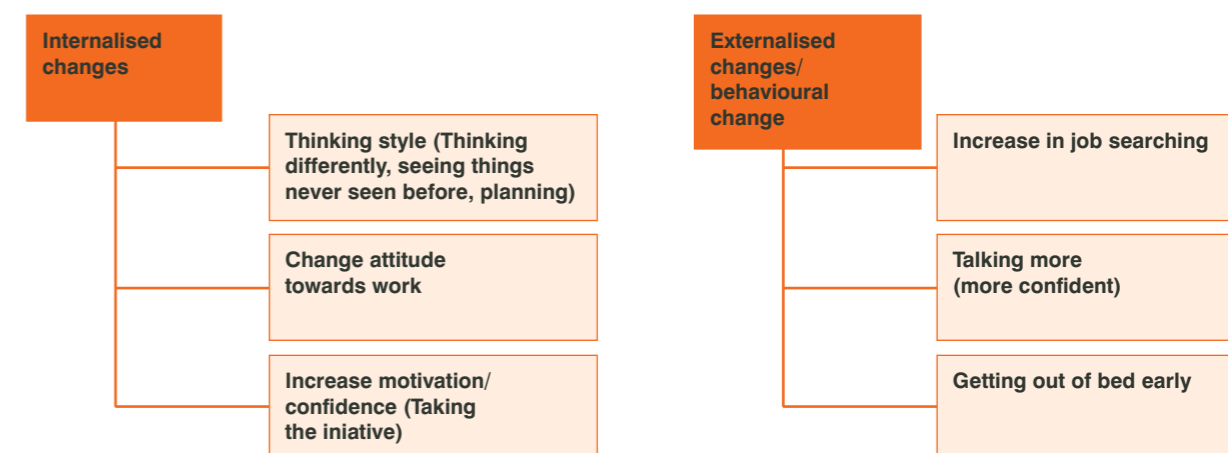 Internalised
changes
Thinking style (Thinking
differently, seeing things
never seen before, planning)
Change attitude
towards work
Increase motivation/
confidence (Taking
the iniative)
Externalised
changes/
behavioural
change
Increase in job searching
Talking more
(more confident)
Getting out of bed early